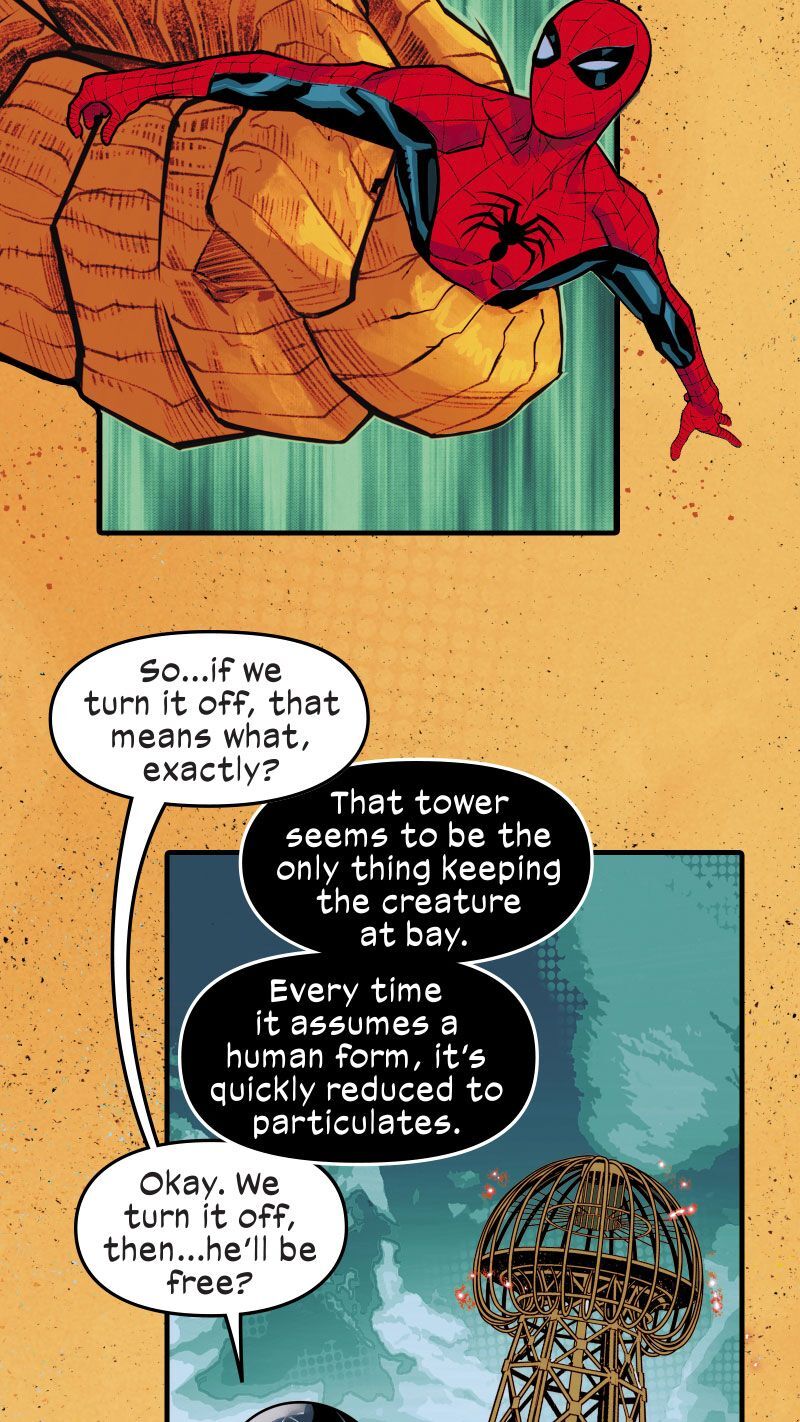 So...if we
turn it off, that
means what,
exactly?
That tower
seems to be the
only thing keeping
the creature
at bay.
Every time
it assumes a
human form, it's
quickly reduced to
particulates.
Okay. We
turn it off,
then...he'll be
free?